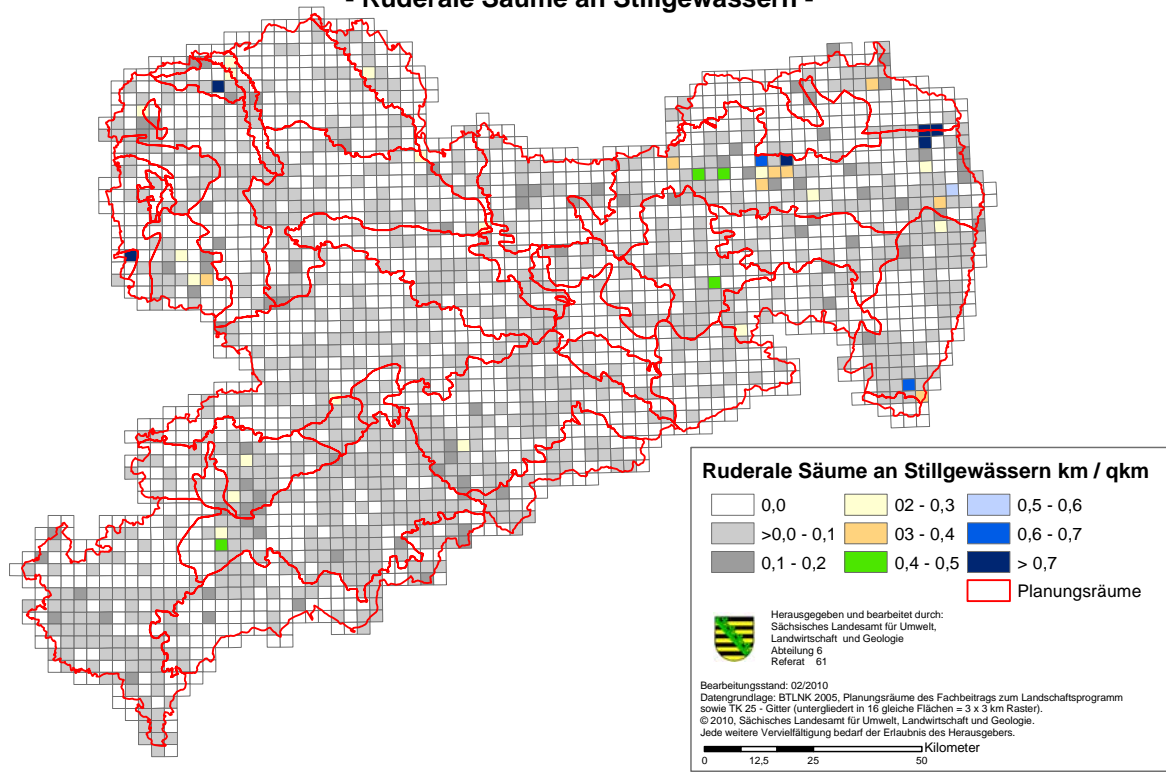 - Ruderale Säume an Stillgewässern -
Ruderale Säume an Stillgewässern km / qkm
0,0
02 - 0,3
0,5 - 0,6
>0,0 - 0,1
03 - 0,4
0,6 - 0,7
0,1 - 0,2
0,4 - 0,5
> 0,7
Planungsräume
Herausgegeben und bearbeitet durch:
Sächsisches Landesamt für Umwelt,
Landwirtschaft und Geologie
Abteilung 6
Referat 61
Bearbeitungsstand: 02/2010
Datengrundlage: BTLNK 2005, Planungsräume des Fachbeitrags zum Landschaftsprogramm
sowie TK 25 - Gitter (untergliedert in 16 gleiche Flächen = 3 x 3 km Raster).
© 2010, Sächisches Landesamt für Umwelt, Landwirtschaft und Geologie.
Jede weitere Vervielfältigung bedarf der Erlaubnis des Herausgebers.
Kilometer
0 12,5 25 50